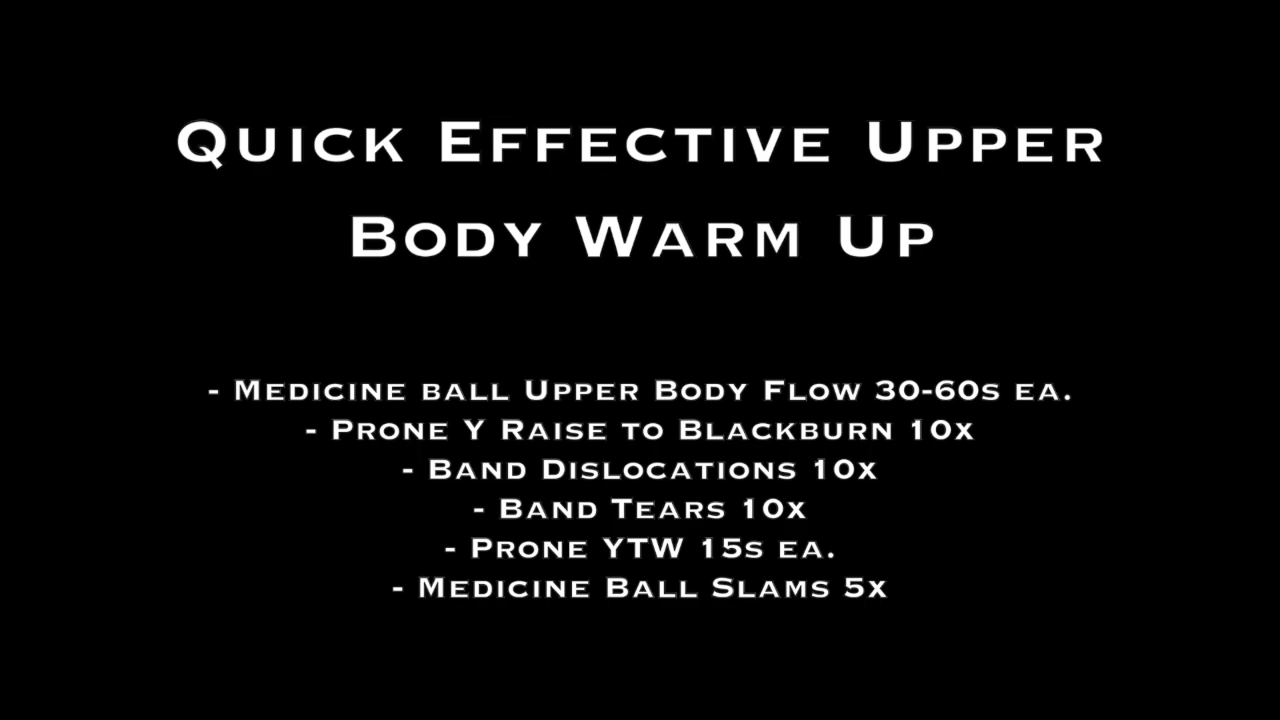 Quick Effective Upper
Body Warm Up
- Medicine ball Upper Body Flow 30-60s ea.
- Prone Y Raise to Blackburn 10x
- Band Dislocations 10x
- Band Tears 10x
- Prone YTW 15s ea.
- Medicine Ball Slams 5x